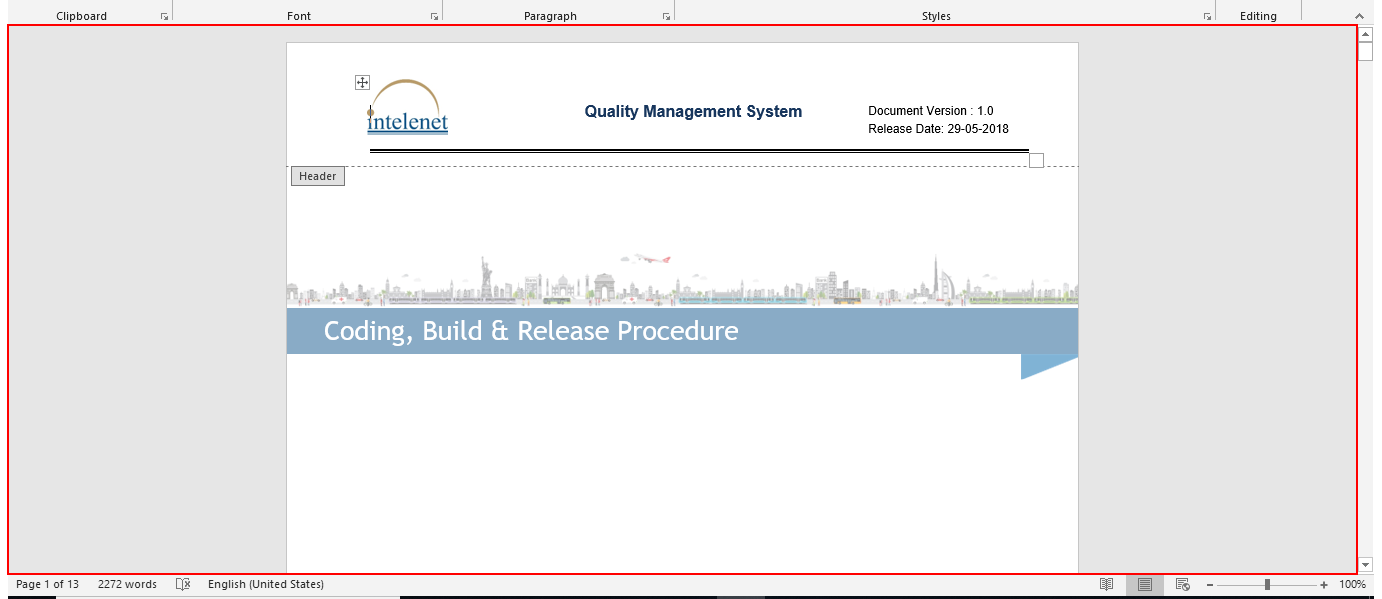 Clipboard Font Paragraph Styles Editing
intelenet
Quality Management System
Document Version : 1.0
Release Date: 29-05-2018
Header
Coding, Build & Release Procedure
Page 1 of 13 2272 words English (United States) 100%